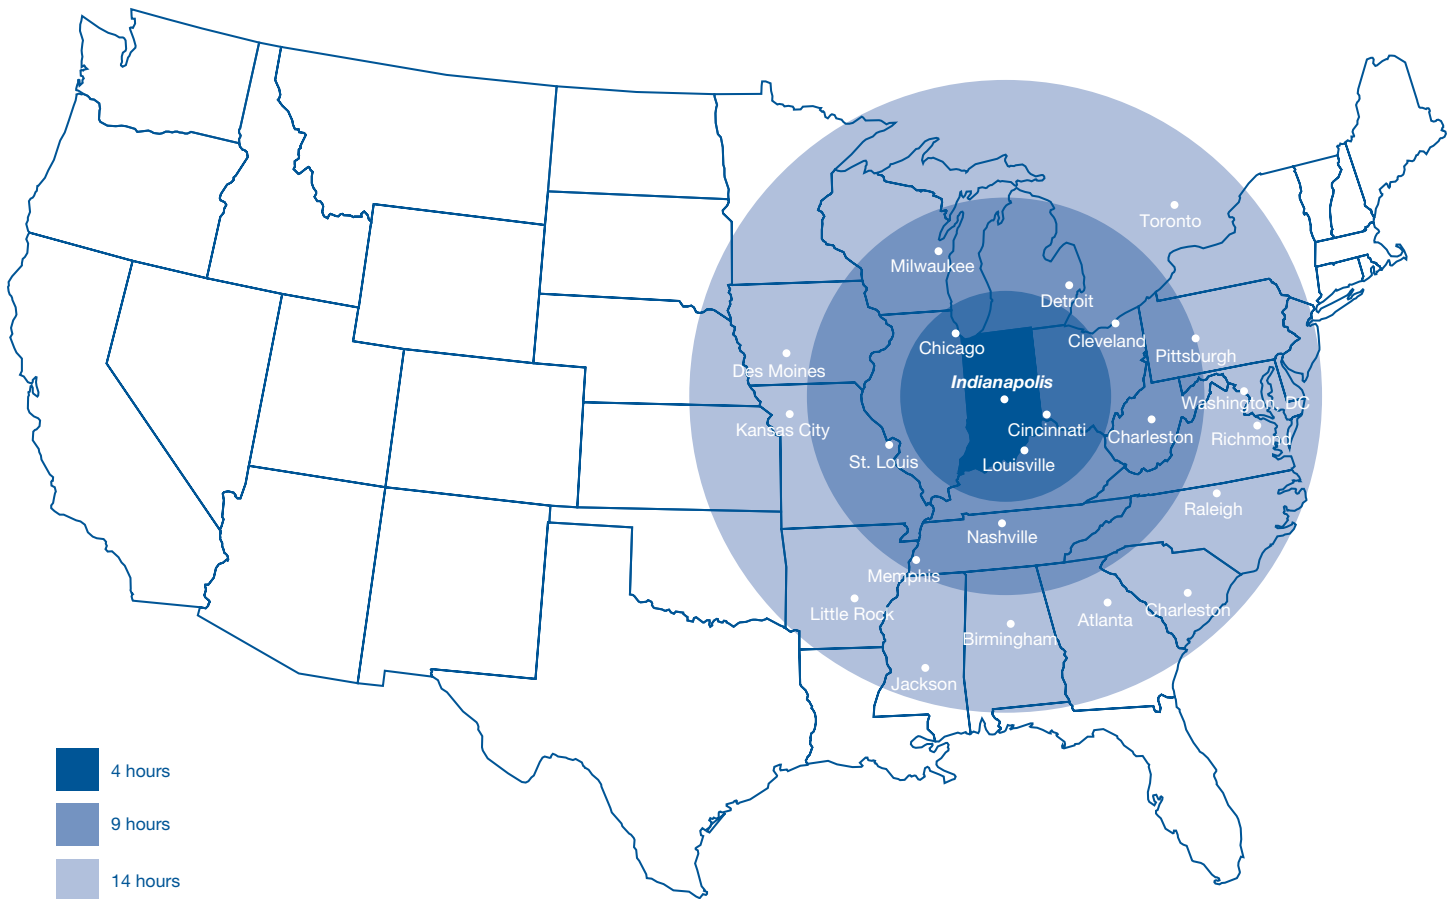 Toronto
Milwaukee
Detroit
Chicago
Cleveland
Pittsburgh
Des Moines
Indianapolis
Washington, DC
Kansas City
Cincinnati
Charleston
Richmond
St. Louis
Louisville
Raleigh
Nashville
Memphis
Little Rock
Atlanta
Charleston
Birmingham
Jackson
4 hours
9 hours
14 hours